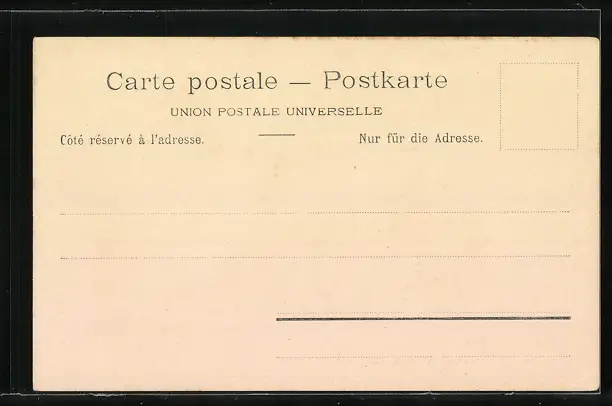 Carte postale — Postkarte
UNION POSTALE UNIVERSELLE
Côté réservé à l'adresse. Nur für die Adresse.